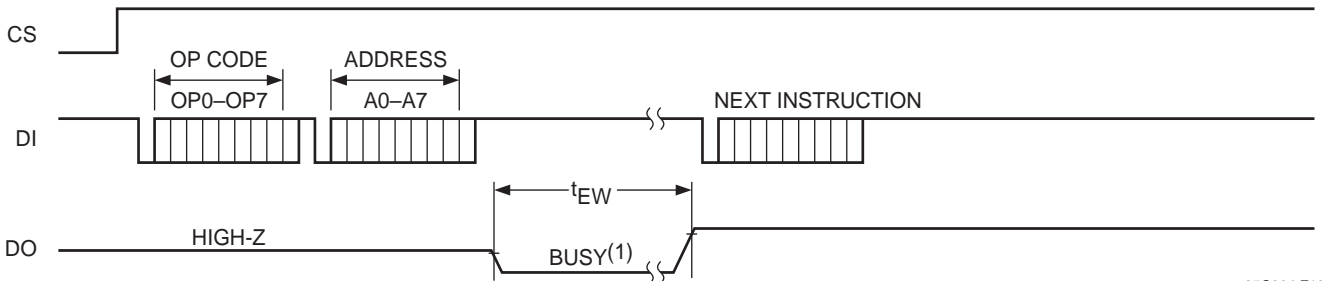 CS
OP CODE ADDRESS
OP0–OP7 A0–A7 NEXT INSTRUCTION
DI
tEW
DO HIGH-Z BUSY(1)